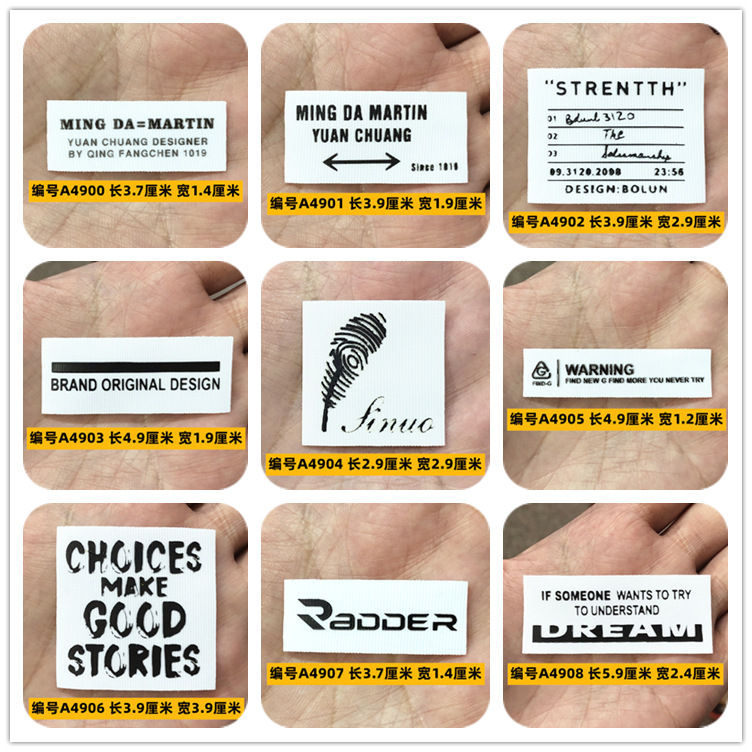 MING DA=MARTIN
YUAN CHUANG DESIGNER
BY QING FANGCHEN 1019
编号A4900 长3.7厘米 宽1.4厘米
MING DA MARTIN
YUAN CHUANG
Since 1019
编号A4901 长3.9厘米 宽1.9厘米
"STRENTTH"
01 Bolul 3120
02 The
03
09.3120.2098 23:56
DESIGN:BOLUN
编号A4902 长3.9厘米 宽2.9厘米
BRAND ORIGINAL DESIGN
编号A4903 长4.9厘米 宽1.9厘米
Finuo
编号A4904 长2.9厘米 宽2.9厘米
FIND-G
WARNING
FIND NEW G FIND MORE YOU NEVER TRY
编号A4905 长4.9厘米 宽1.2厘米
CHOICES
MAKE
GOOD
STORIES
编号A4906 长3.9厘米 宽3.9厘米
RADDER
编号A4907 长3.7厘米 宽1.4厘米
IF SOMEONE WANTS TO TRY
TO UNDERSTAND
DREAM
编号A4908 长5.9厘米 宽2.4厘米